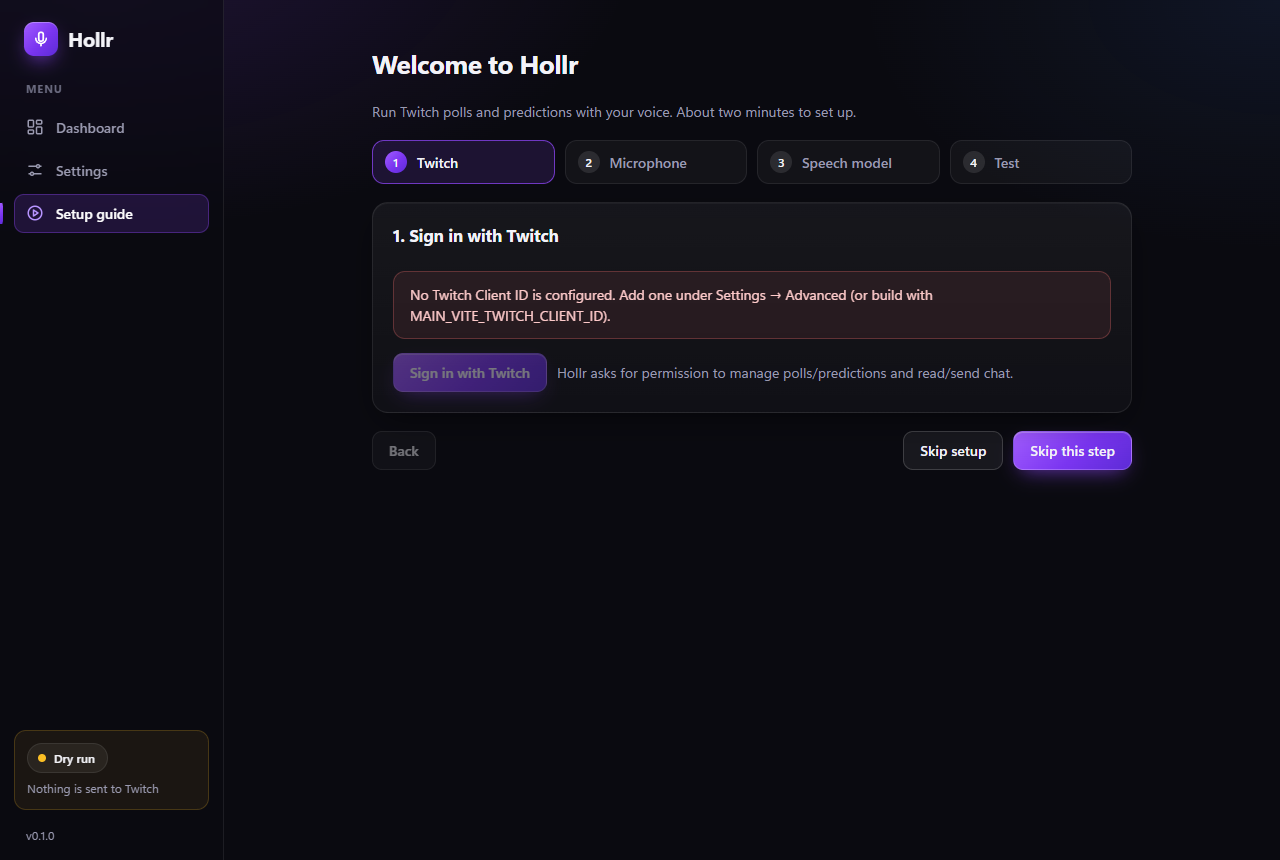 Hollr
MENU
Dashboard
Settings
Setup guide
Dry run
Nothing is sent to Twitch
v0.1.0
Welcome to Hollr
Run Twitch polls and predictions with your voice. About two minutes to set up.
1 Twitch
2 Microphone
3 Speech model
4 Test
1. Sign in with Twitch
No Twitch Client ID is configured. Add one under Settings → Advanced (or build with
MAIN_VITE_TWITCH_CLIENT_ID).
Sign in with Twitch
Hollr asks for permission to manage polls/predictions and read/send chat.
Back
Skip setup
Skip this step